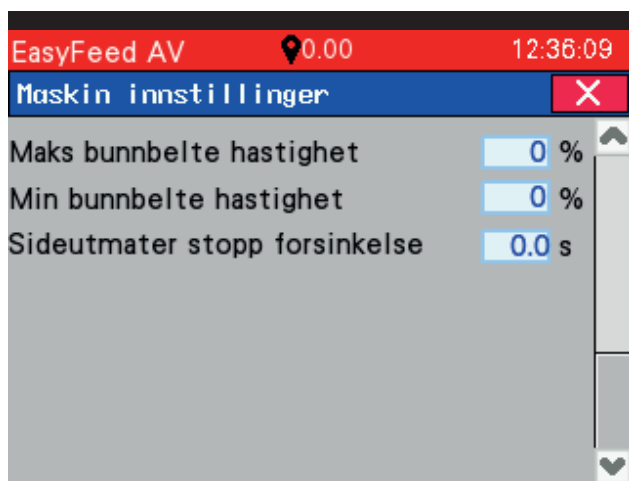 EasyFeed AV 0.00 12:36:09
Maskin innstillinger
Maks bunnbelte hastighet 0 %
Min bunnbelte hastighet 0 %
Sideutmater stopp forsinkelse 0.0 s